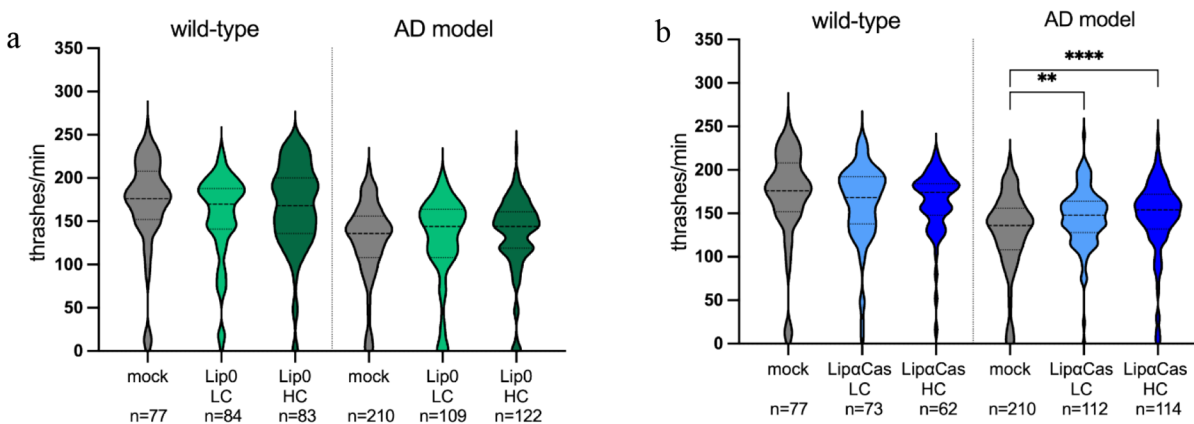 a
wild-type
AD model
thrashes/min
350
300
250
200
150
100
50
0
mock
Lip0
LC
Lip0
HC
mock
Lip0
LC
Lip0
HC
n=77
n=84
n=83
n=210
n=109
n=122
b
wild-type
AD model
thrashes/min
350
300
250
200
150
100
50
0
****
**
mock
LipαCas
LC
LipαCas
HC
mock
LipαCas
LC
LipαCas
HC
n=77
n=73
n=62
n=210
n=112
n=114